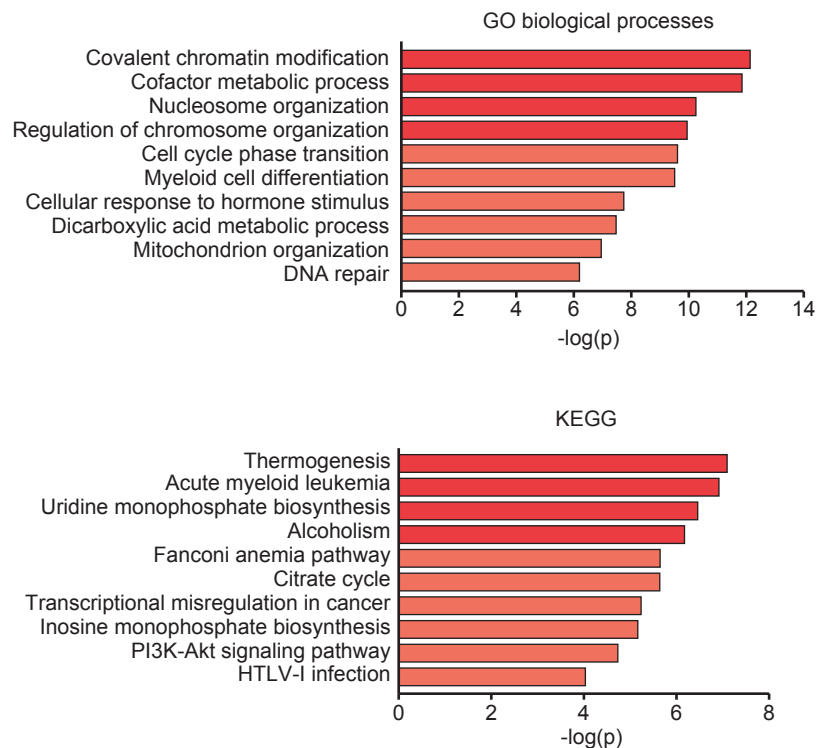 GO biological processes
Covalent chromatin modification
Cofactor metabolic process
Nucleosome organization
Regulation of chromosome organization
Cell cycle phase transition
Myeloid cell differentiation
Cellular response to hormone stimulus
Dicarboxylic acid metabolic process
Mitochondrion organization
DNA repair
0 2 4 6 8 10 12 14
-log(p)
KEGG
Thermogenesis
Acute myeloid leukemia
Uridine monophosphate biosynthesis
Alcoholism
Fanconi anemia pathway
Citrate cycle
Transcriptional misregulation in cancer
Inosine monophosphate biosynthesis
PI3K-Akt signaling pathway
HTLV-I infection
0 2 4 6 8
-log(p)